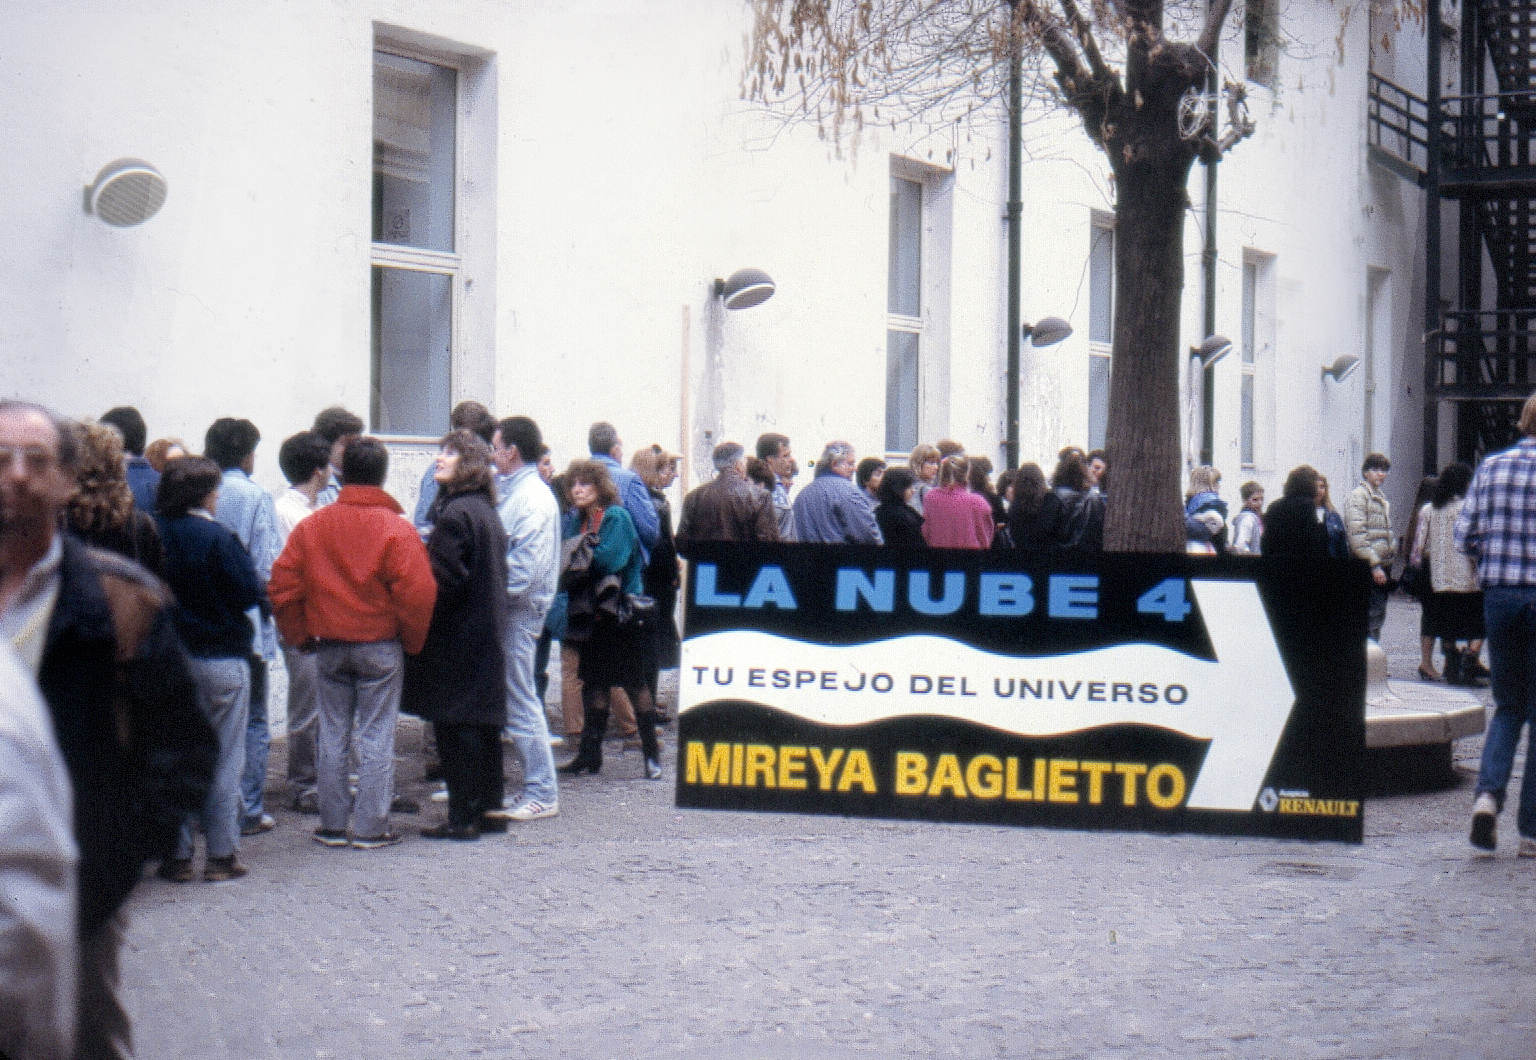 LA NUBE 4
TU ESPEJO DEL UNIVERSO
MIREYA BAGLIETTO
RENAULT